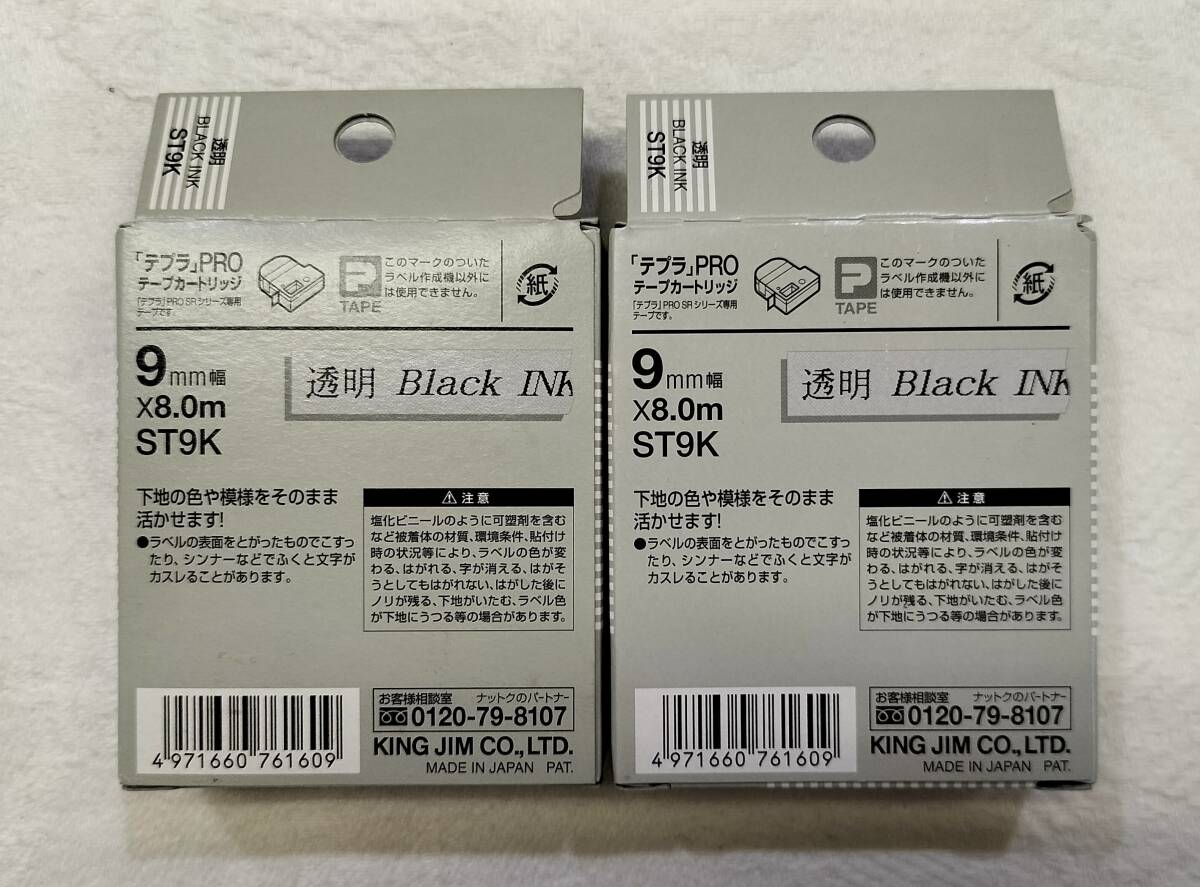 透明
BLACK INK
ST9K
「テプラ」PRO
テープカートリッジ
「テプラ」PRO SRシリーズ専用
テープです。
TAPE
このマークのついた
ラベル作成機以外に
は使用できません。
紙
9mm幅
X8.0m
ST9K
透明 Black INK
下地の色や模様をそのまま
活かせます!
●ラベルの表面をとがったものでこすっ
たり、シンナーなどでふくと文字が
カスレることがあります。
注意
塩化ビニールのように可塑剤を含む
など被着体の材質、環境条件、貼付け
時の状況等により、ラベルの色が変
わる、はがれる、字が消える、はがそ
うとしてもはがれない、はがした後に
ノリが残る、下地がいたむ、ラベル色
が下地にうつる等の場合があります。
4 971660 761609
お客様相談室 ナットクのパートナー
0120-79-8107
KING JIM CO., LTD.
MADE IN JAPAN PAT.
透明
BLACK INK
ST9K
「テプラ」PRO
テープカートリッジ
「テプラ」PRO SRシリーズ専用
テープです。
TAPE
このマークのついた
ラベル作成機以外に
は使用できません。
紙
9mm幅
X8.0m
ST9K
透明 Black INK
下地の色や模様をそのまま
活かせます!
●ラベルの表面をとがったものでこすっ
たり、シンナーなどでふくと文字が
カスレることがあります。
注意
塩化ビニールのように可塑剤を含む
など被着体の材質、環境条件、貼付け
時の状況等により、ラベルの色が変
わる、はがれる、字が消える、はがそ
うとしてもはがれない、はがした後に
ノリが残る、下地がいたむ、ラベル色
が下地にうつる等の場合があります。
4 971660 761609
お客様相談室 ナットクのパートナー
0120-79-8107
KING JIM CO., LTD.
MADE IN JAPAN PAT.